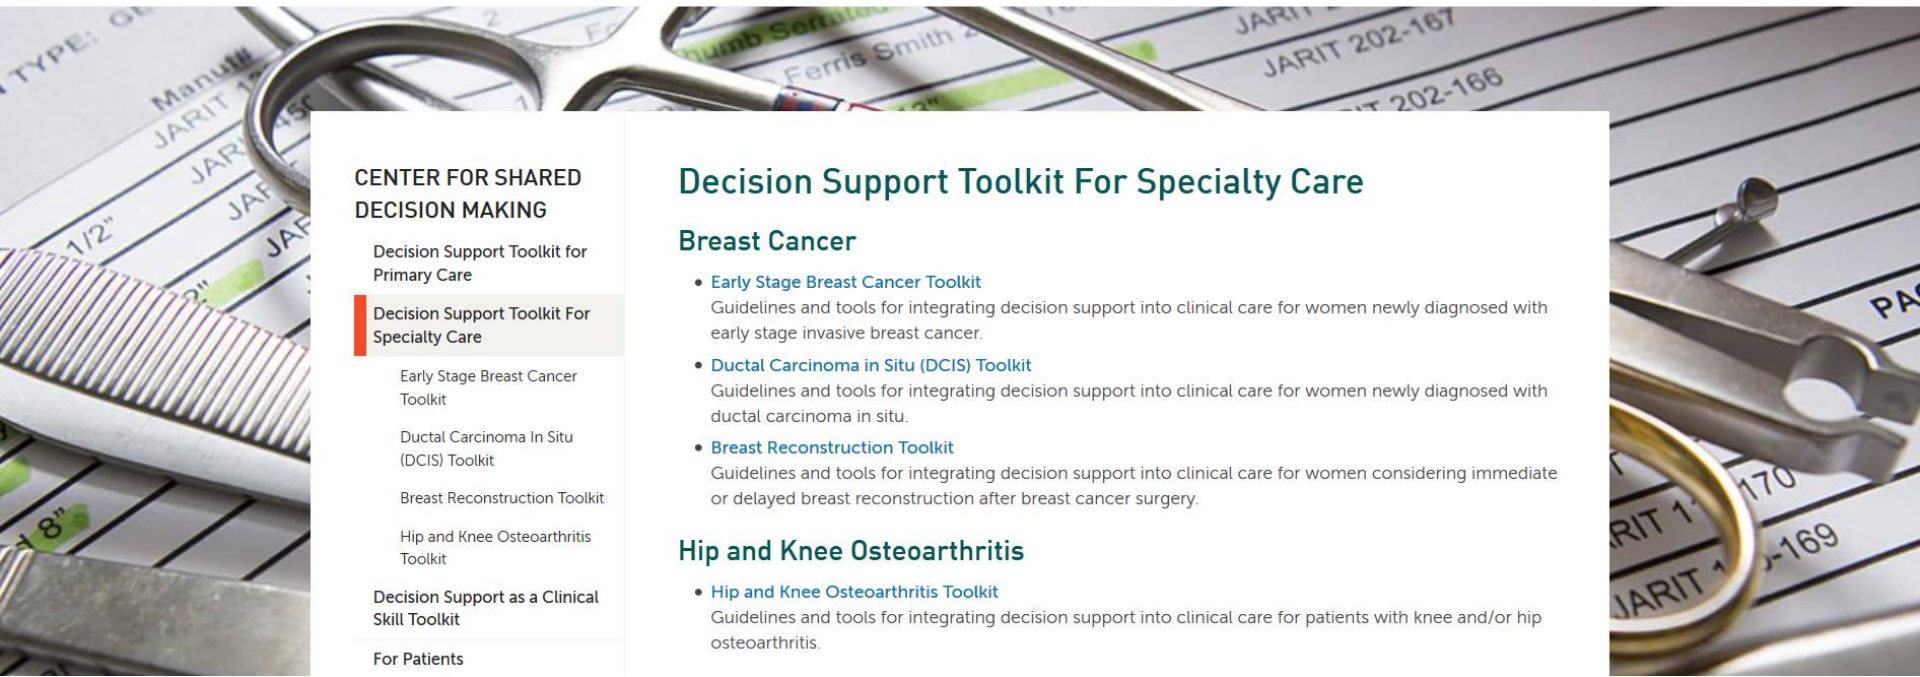 TYPE:
Manuf#
JARIT
Ferris Smith
JARIT 202-167
202-166
1/2"
8"
CENTER FOR SHARED
DECISION MAKING
Decision Support Toolkit for
Primary Care
Decision Support Toolkit For
Specialty Care
Early Stage Breast Cancer
Toolkit
Ductal Carcinoma In Situ
(DCIS) Toolkit
Breast Reconstruction Toolkit
Hip and Knee Osteoarthritis
Toolkit
Decision Support as a Clinical
Skill Toolkit
For Patients
Decision Support Toolkit For Specialty Care
Breast Cancer
• Early Stage Breast Cancer Toolkit
Guidelines and tools for integrating decision support into clinical care for women newly diagnosed with
early stage invasive breast cancer.
• Ductal Carcinoma in Situ (DCIS) Toolkit
Guidelines and tools for integrating decision support into clinical care for women newly diagnosed with
ductal carcinoma in situ.
• Breast Reconstruction Toolkit
Guidelines and tools for integrating decision support into clinical care for women considering immediate
or delayed breast reconstruction after breast cancer surgery.
Hip and Knee Osteoarthritis
• Hip and Knee Osteoarthritis Toolkit
Guidelines and tools for integrating decision support into clinical care for patients with knee and/or hip
osteoarthritis.
170
-169
JARIT